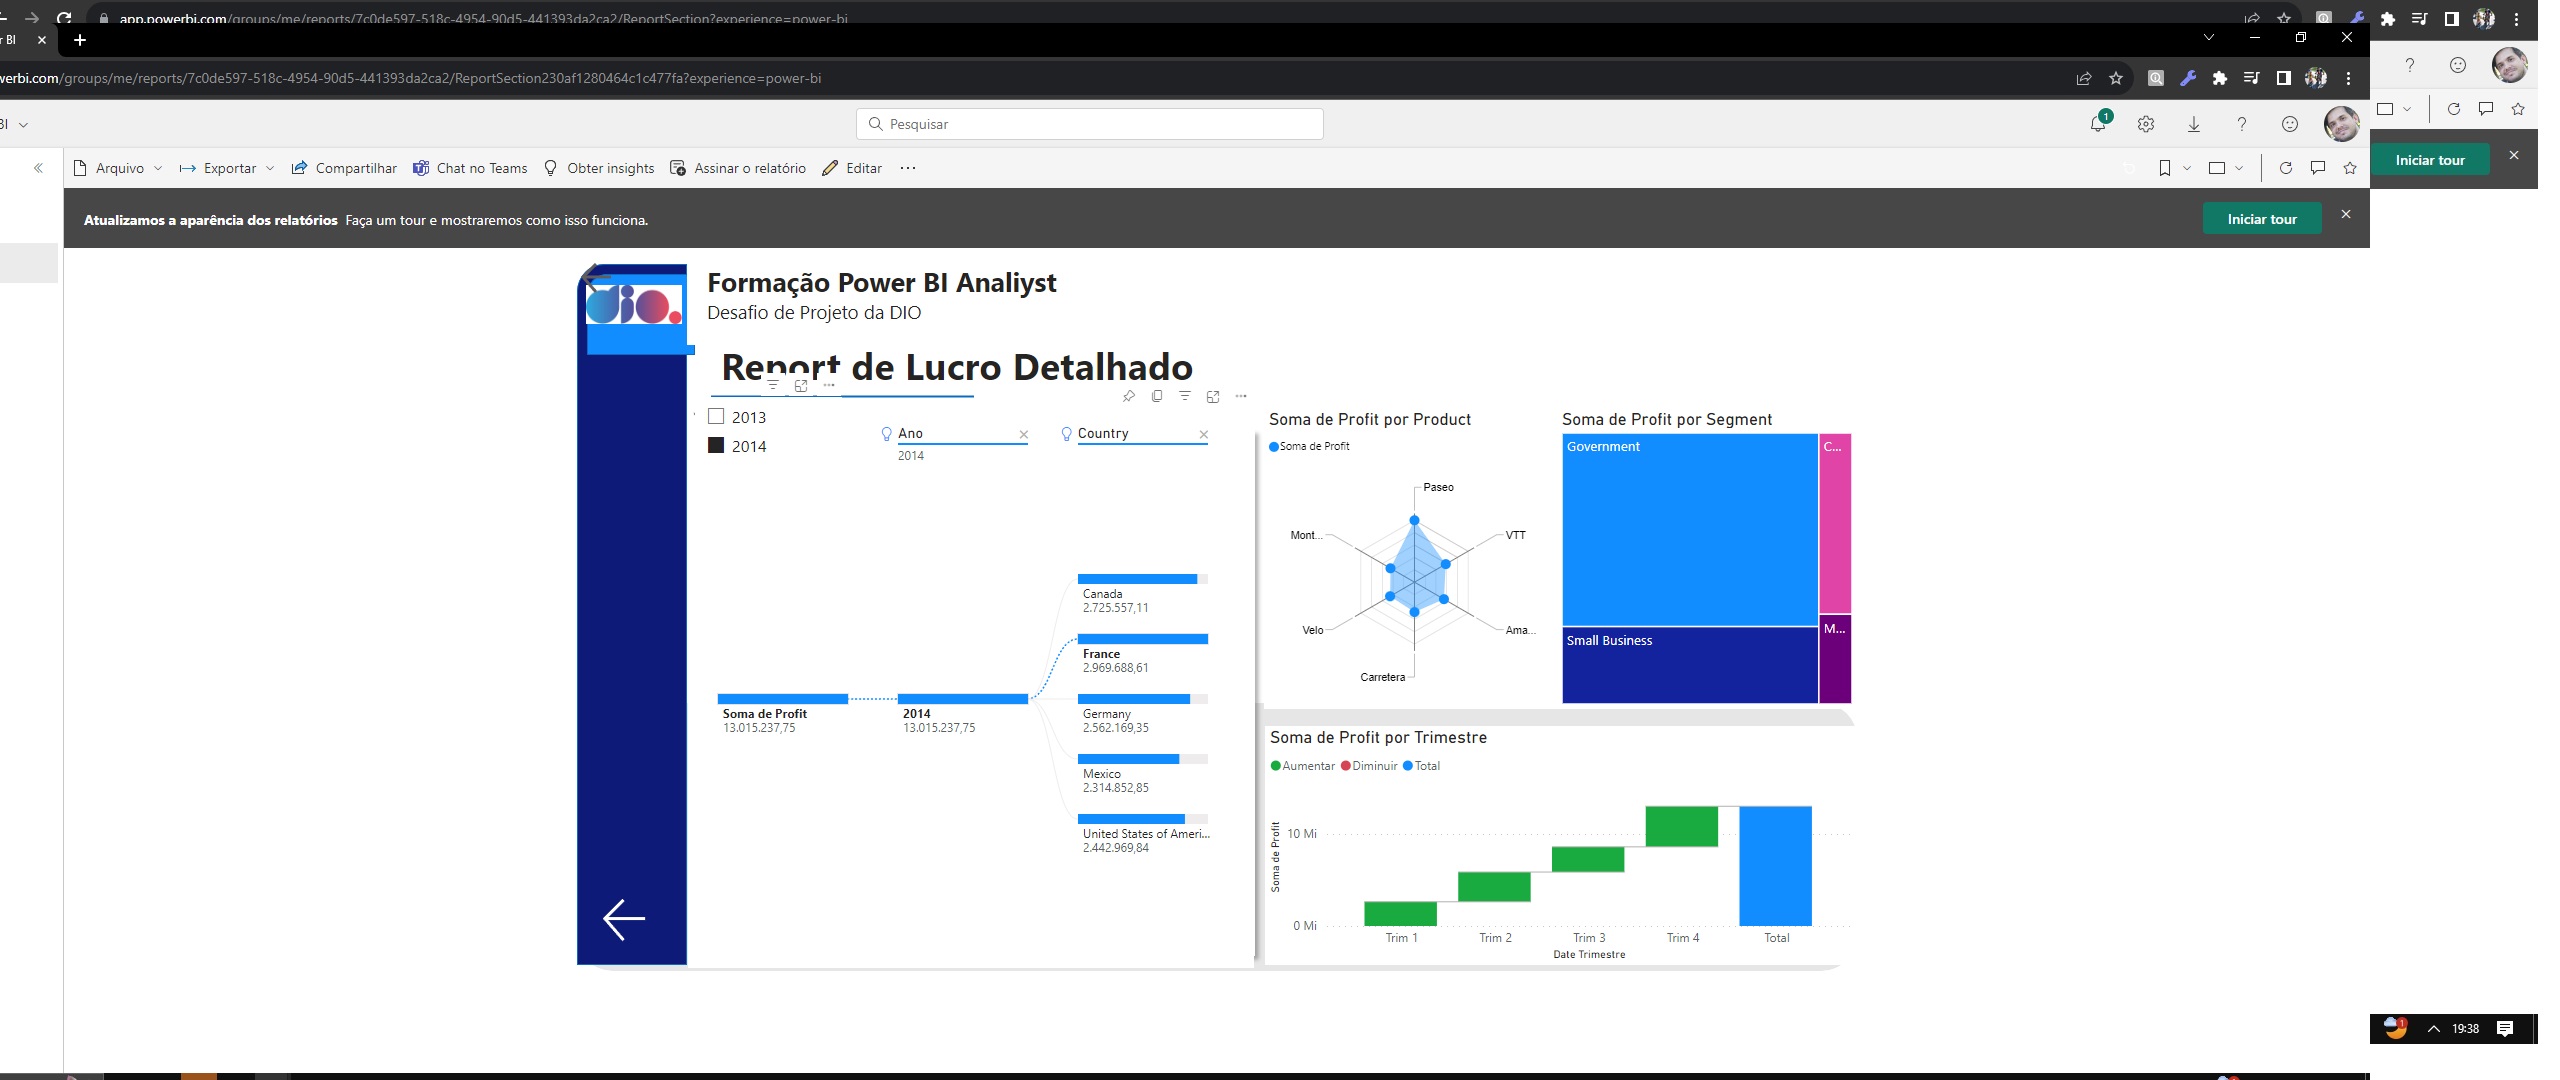 app.powerbi.com/groups/me/reports/7c0de597-518c-4954-90d5-441393da2ca2/ReportSection?experience=power-bi
r BI
werbi.com/groups/me/reports/7c0de597-518c-4954-90d5-441393da2ca2/ReportSection230af1280464c1c477fa?experience=power-bi
BI
Pesquisar
1
Arquivo
Exportar
Compartilhar
Chat no Teams
Obter insights
Assinar o relatório
Editar
Iniciar tour
Atualizamos a aparência dos relatórios Faça um tour e mostraremos como isso funciona.
Iniciar tour
dio.
Formação Power BI Analiyst
Desafio de Projeto da DIO
Report de Lucro Detalhado
2013
2014
Ano
2014
Country
Soma de Profit
13.015.237,75
2014
13.015.237,75
Canada
2.725.557,11
France
2.969.688,61
Germany
2.562.169,35
Mexico
2.314.852,85
United States of Ameri...
2.442.969,84
Soma de Profit por Product
Soma de Profit
Paseo
Mont...
VTT
Velo
Ama...
Carretera
Soma de Profit por Segment
Government
C...
Small Business
M...
Soma de Profit por Trimestre
Aumentar
Diminuir
Total
Soma de Profit
10 Mi
0 Mi
Trim 1
Trim 2
Trim 3
Trim 4
Total
Date Trimestre
1
19:38